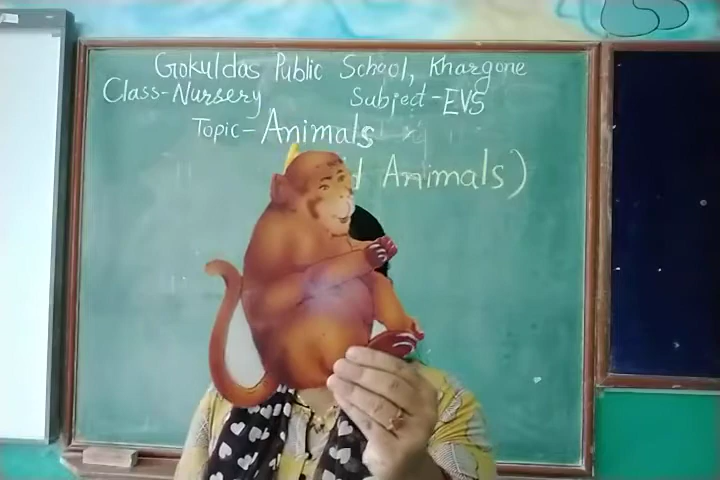 Gokuldas Public School, Khargone
Class-Nursery Subject-EVS
Topic-Animals
Animals)